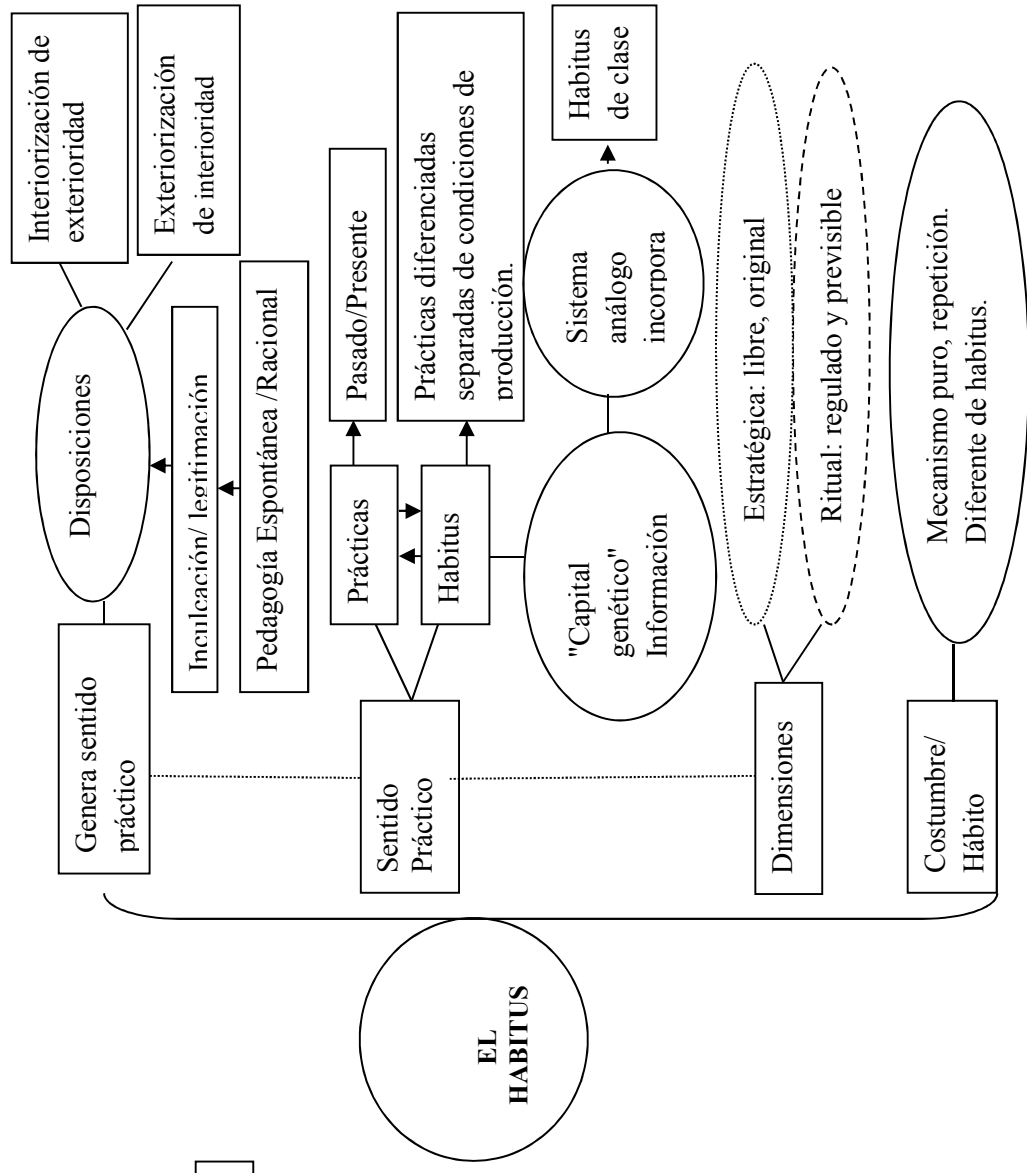 EL
HABITUS
Genera sentido
práctico
Disposiciones
Interiorización de
exterioridad
Exteriorización
de interioridad
Inculcación/ legitimación
Pedagogía Espontánea /Racional
Sentido
Práctico
Prácticas
Pasado/Presente
Habitus
Prácticas diferenciadas
separadas de condiciones de
producción.
"Capital
genético"
Información
Sistema
análogo
incorpora
Habitus
de clase
Dimensiones
Estratégica: libre, original
Ritual: regulado y previsible
Costumbre/
Hábito
Mecanismo puro, repetición.
Diferente de habitus.